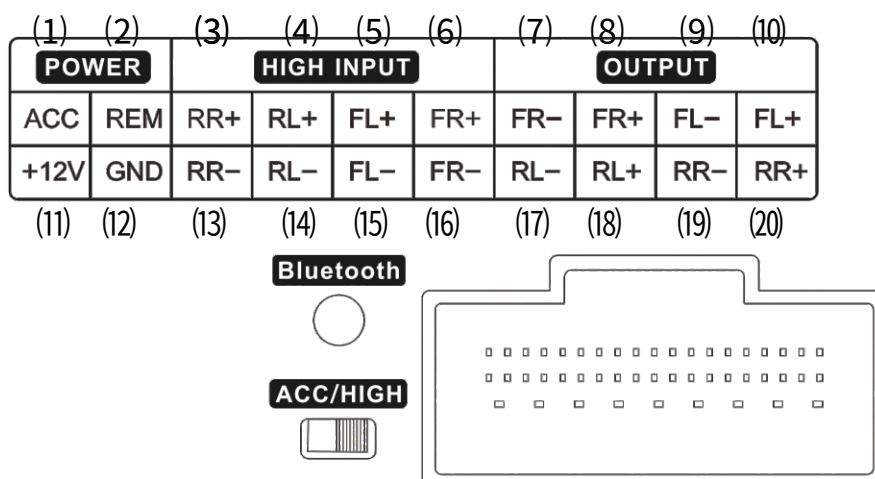 (1) (2) (3) (4) (5) (6) (7) (8) (9) (10)
POWER HIGH INPUT OUTPUT
ACC REM RR+ RL+ FL+ FR+ FR− FR+ FL− FL+
+12V GND RR− RL− FL− FR− RL− RL+ RR− RR+
(11) (12) (13) (14) (15) (16) (17) (18) (19) (20)
Bluetooth
ACC/HIGH